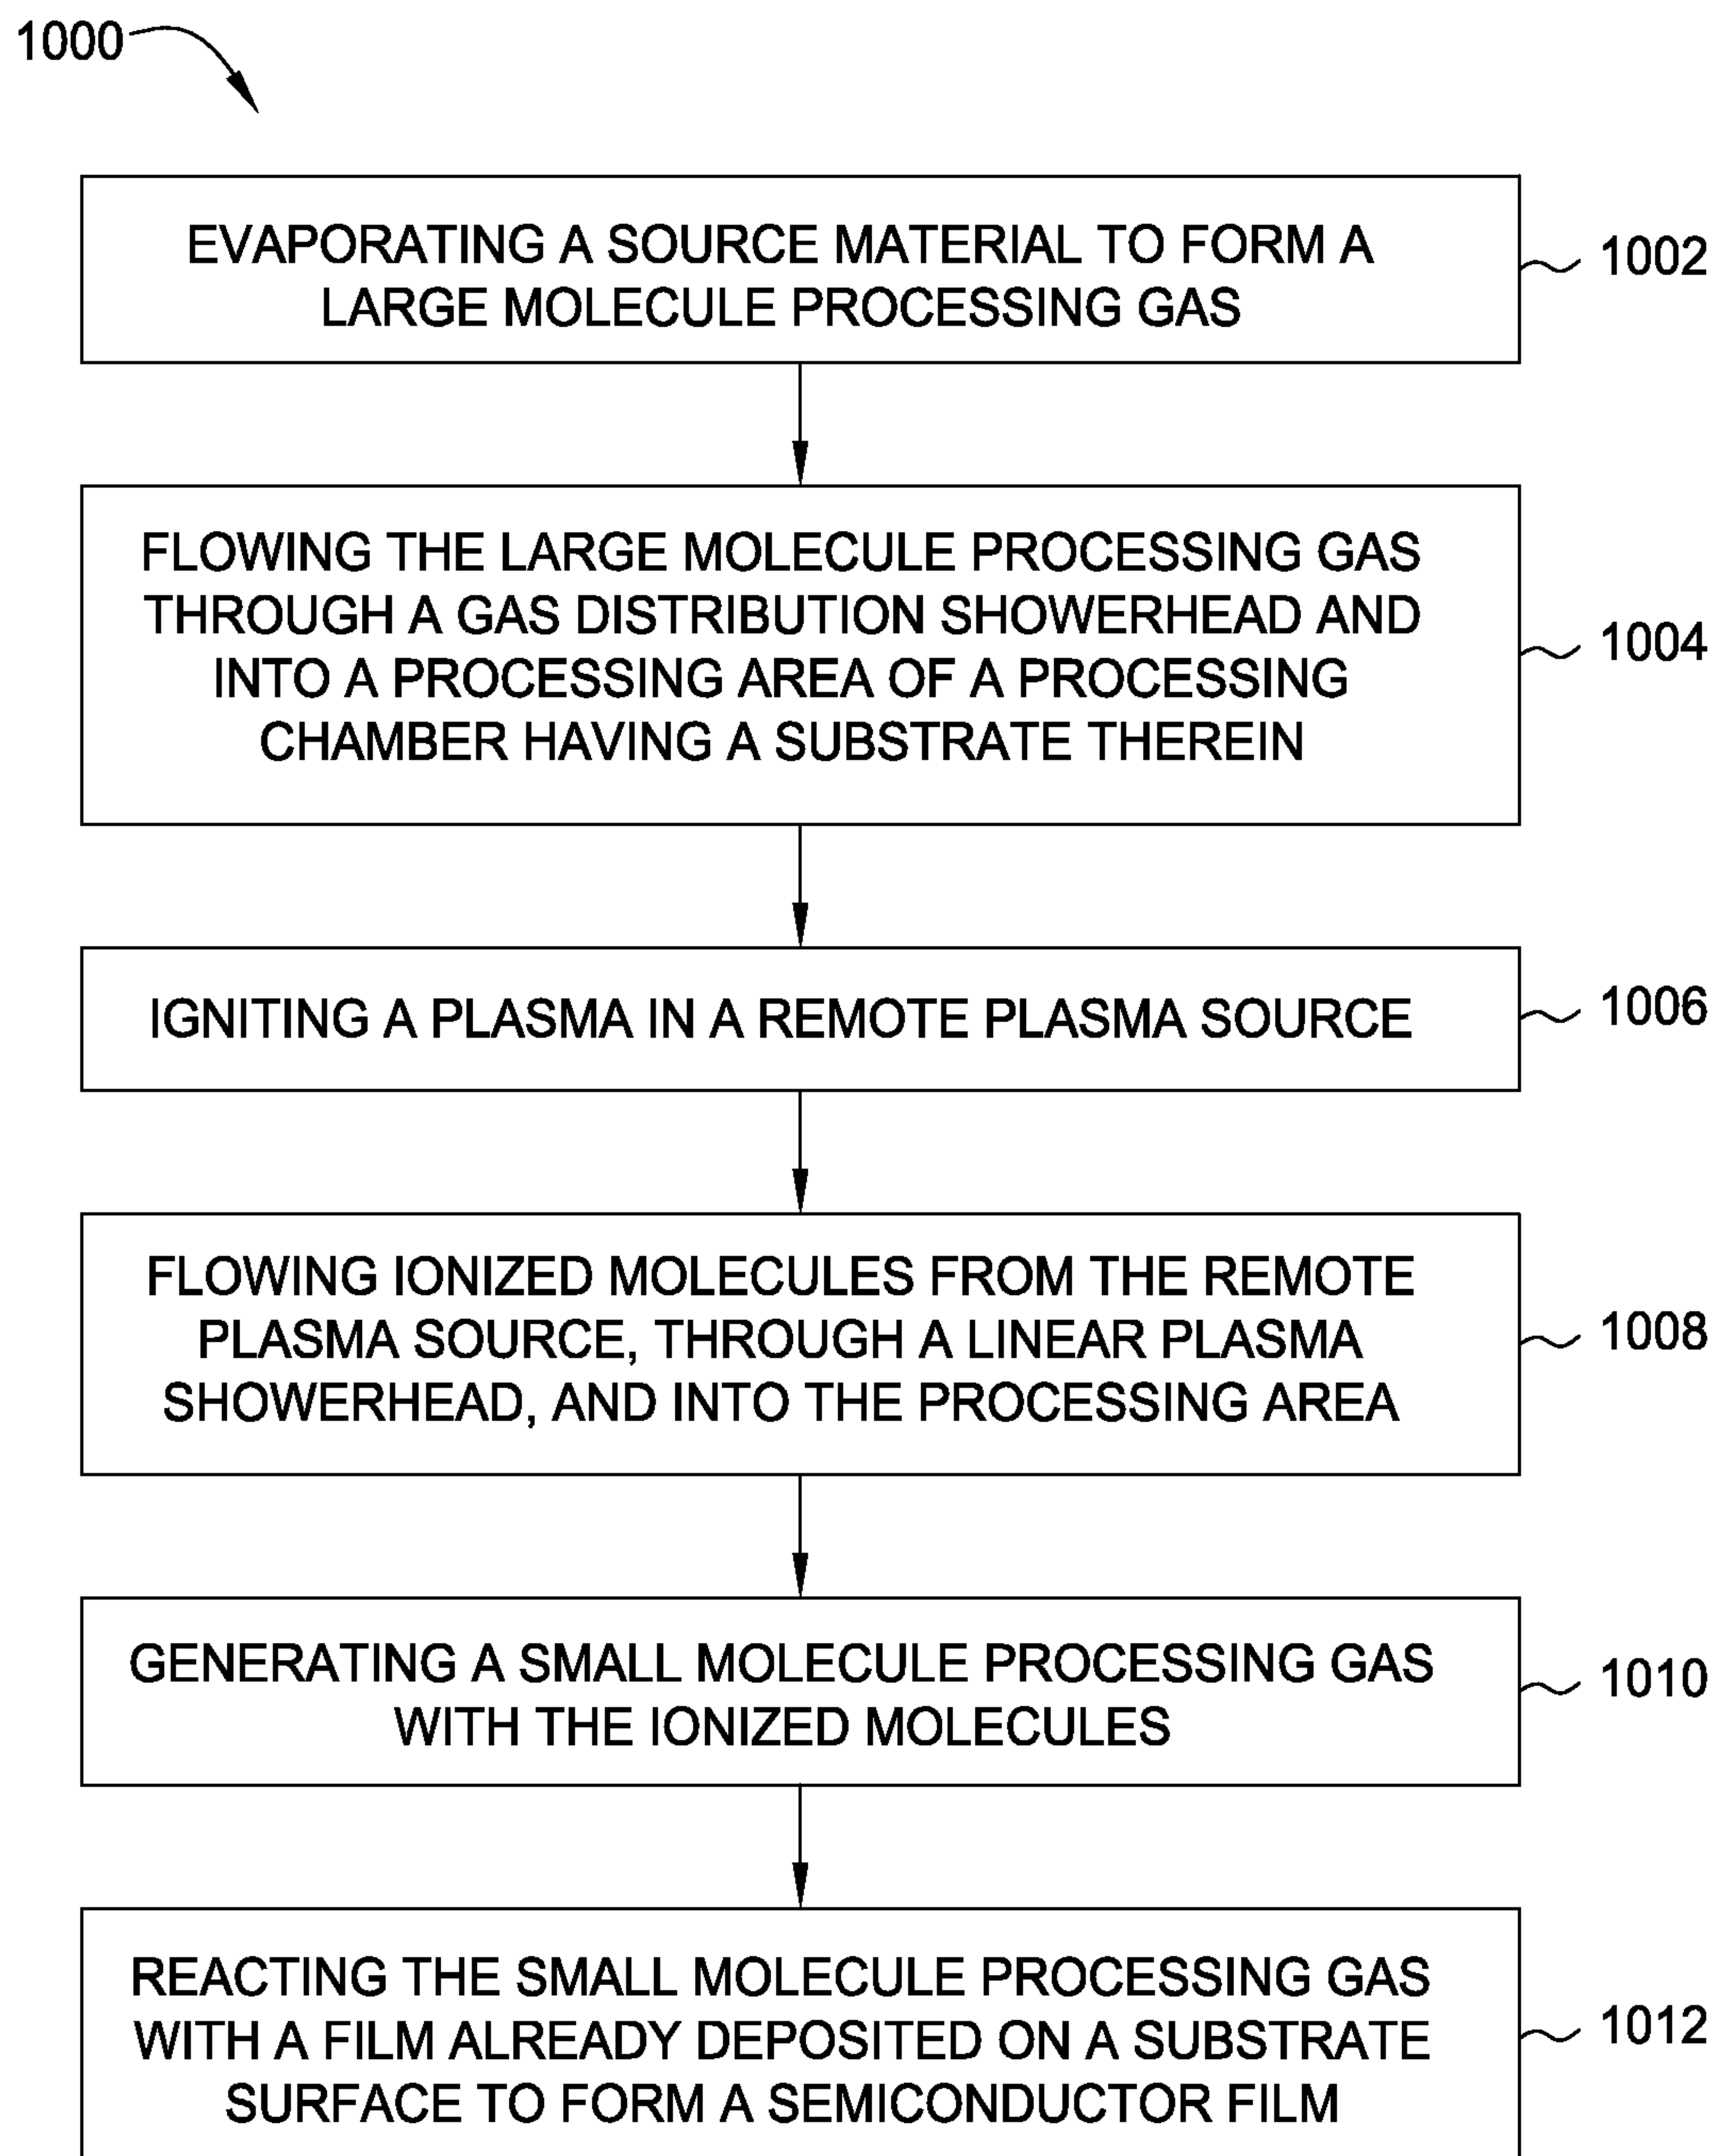 1000
EVAPORATING A SOURCE MATERIAL TO FORM A
LARGE MOLECULE PROCESSING GAS
1002
FLOWING THE LARGE MOLECULE PROCESSING GAS
THROUGH A GAS DISTRIBUTION SHOWERHEAD AND
INTO A PROCESSING AREA OF A PROCESSING
CHAMBER HAVING A SUBSTRATE THEREIN
1004
IGNITING A PLASMA IN A REMOTE PLASMA SOURCE
1006
FLOWING IONIZED MOLECULES FROM THE REMOTE
PLASMA SOURCE, THROUGH A LINEAR PLASMA
SHOWERHEAD, AND INTO THE PROCESSING AREA
1008
GENERATING A SMALL MOLECULE PROCESSING GAS
WITH THE IONIZED MOLECULES
1010
REACTING THE SMALL MOLECULE PROCESSING GAS
WITH A FILM ALREADY DEPOSITED ON A SUBSTRATE
SURFACE TO FORM A SEMICONDUCTOR FILM
1012